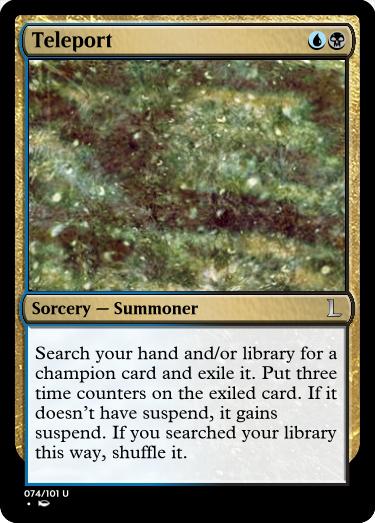 Teleport
Sorcery — Summoner
L
Search your hand and/or library for a
champion card and exile it. Put three
time counters on the exiled card. If it
doesn't have suspend, it gains
suspend. If you searched your library
this way, shuffle it.
074/101 U